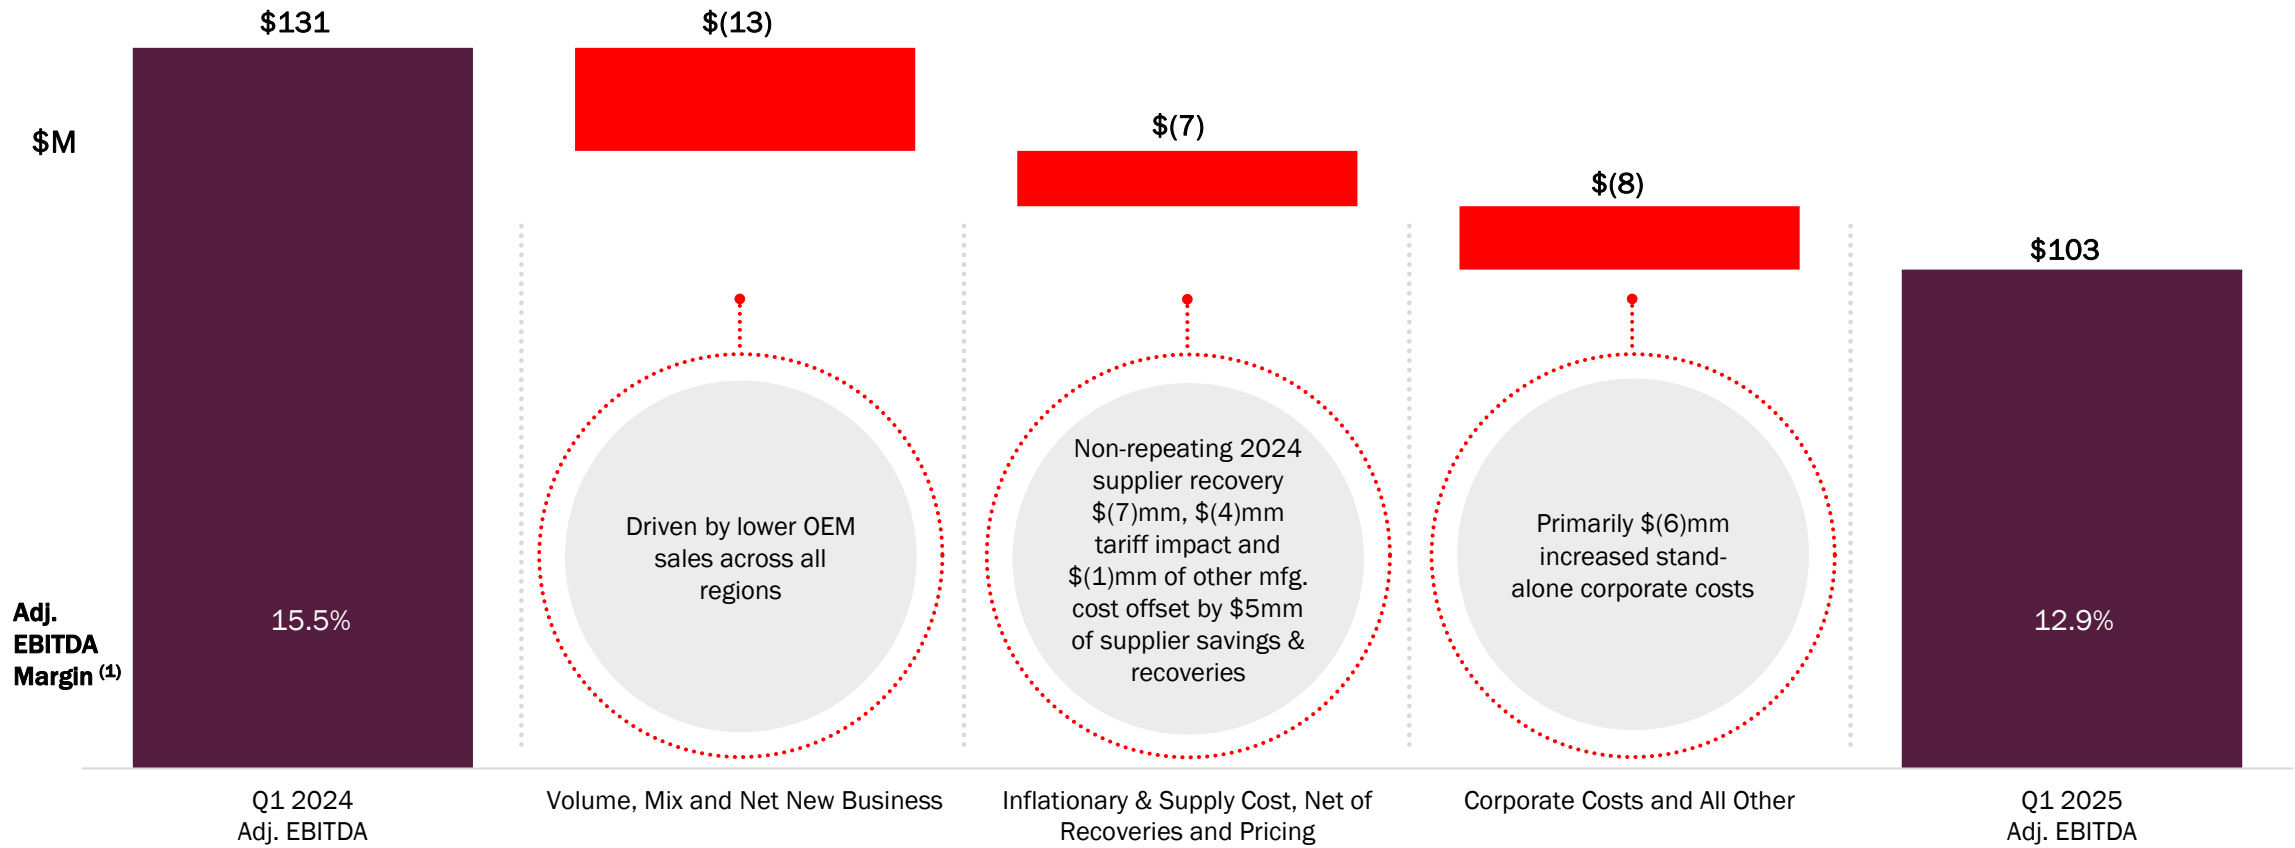 $131
$(13)
$(7)
$(8)
$103
$M
Driven by lower OEM
sales across all
regions
Non-repeating 2024
supplier recovery
$(7)mm, $(4)mm
tariff impact and
$(1)mm of other mfg.
cost offset by $5mm
of supplier savings &
recoveries
Primarily $(6)mm
increased stand-
alone corporate costs
Adj.
EBITDA
Margin (1)
15.5%
12.9%
Q1 2024
Adj. EBITDA
Volume, Mix and Net New Business
Inflationary & Supply Cost, Net of
Recoveries and Pricing
Corporate Costs and All Other
Q1 2025
Adj. EBITDA